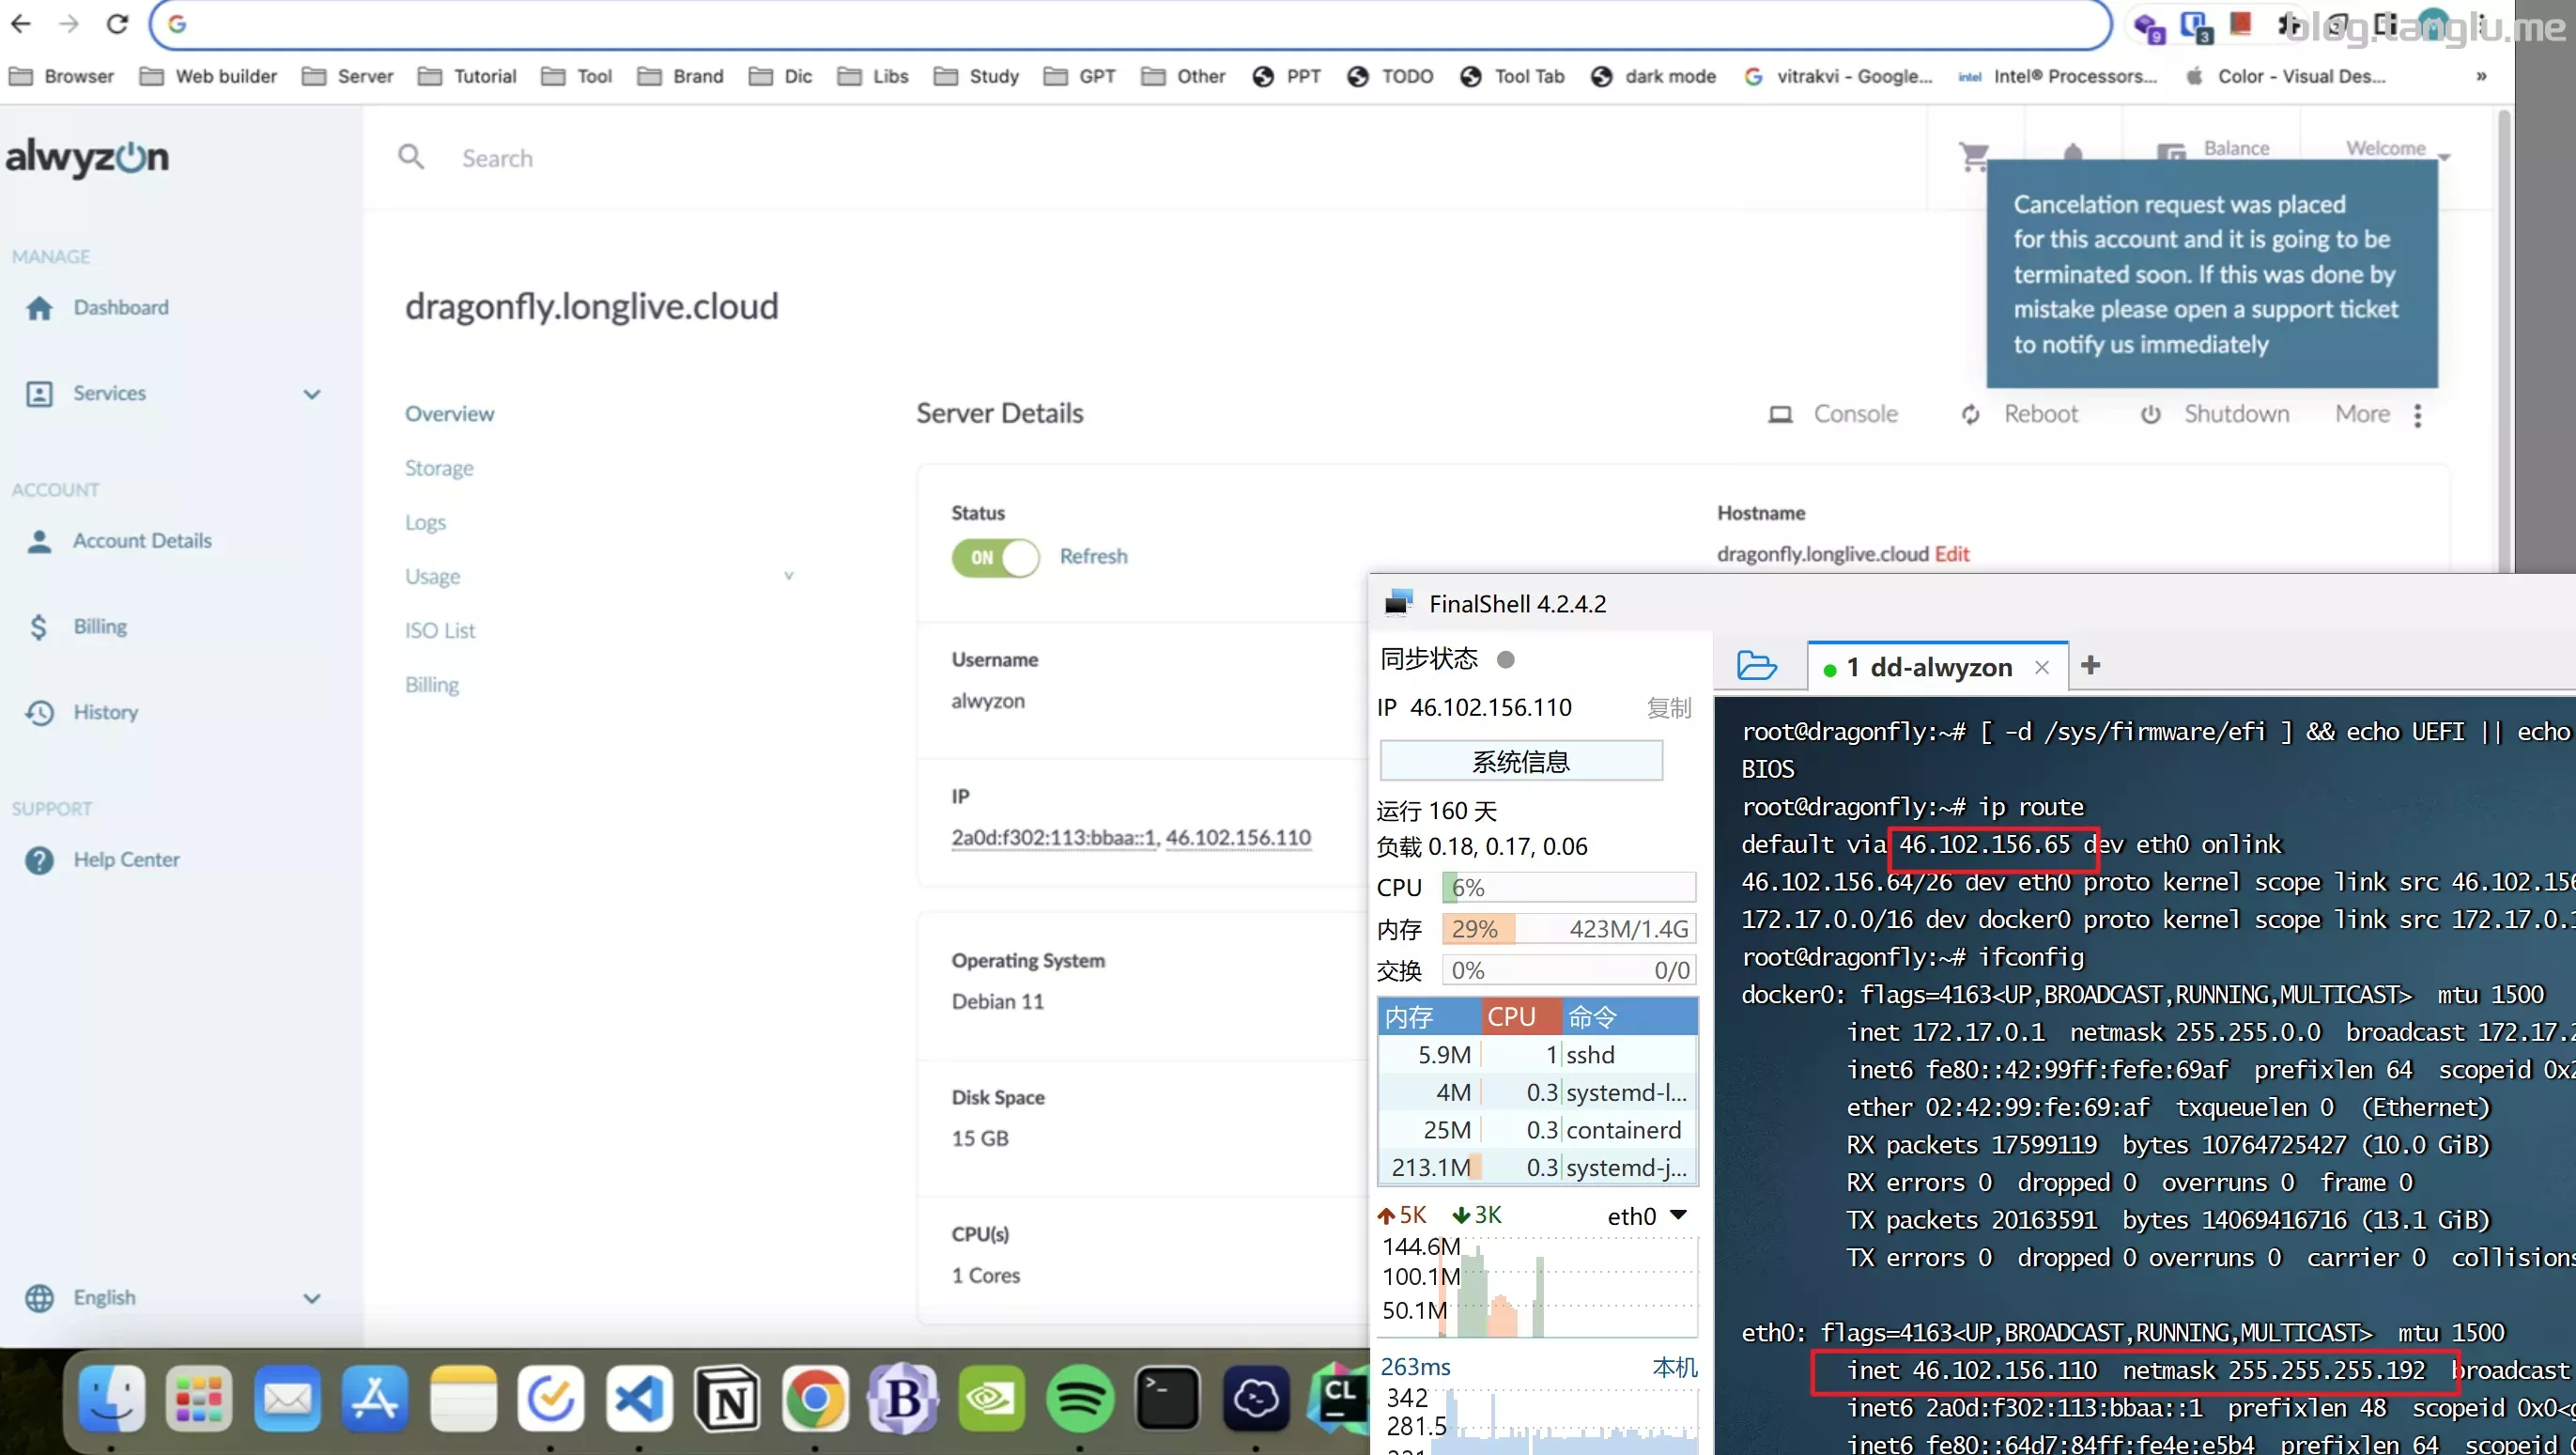 blog.tanglu.me
9
3
Browser Web builder Server Tutorial Tool Brand Dic Libs Study GPT Other PPT TODO Tool Tab dark mode vitrakvi - Google... intel Intel® Processors... Color - Visual Des... »
alwyzon
Search
Balance
Welcome
Cancelation request was placed
for this account and it is going to be
terminated soon. If this was done by
mistake please open a support ticket
to notify us immediately
MANAGE
Dashboard
Services
ACCOUNT
Account Details
Billing
History
SUPPORT
Help Center
English
dragonfly.longlive.cloud
Overview
Storage
Logs
Usage
ISO List
Billing
Server Details
Console Reboot Shutdown More
Status
ON Refresh
Hostname
dragonfly.longlive.cloud Edit
Username
alwyzon
IP
2a0d:f302:113:bbaa::1, 46.102.156.110
Operating System
Debian 11
Disk Space
15 GB
CPU(s)
1 Cores
FinalShell 4.2.4.2
同步状态
IP 46.102.156.110 复制
系统信息
运行 160 天
负载 0.18, 0.17, 0.06
CPU 6%
内存 29% 423M/1.4G
交换 0% 0/0
内存 CPU 命令
5.9M 1 sshd
4M 0.3 systemd-l...
25M 0.3 containerd
213.1M 0.3 systemd-j...
5K 3K eth0
144.6M
100.1M
50.1M
263ms 本机
342
281.5
1 dd-alwyzon × +
root@dragonfly:~# [ -d /sys/firmware/efi ] && echo UEFI || echo
BIOS
root@dragonfly:~# ip route
default via 46.102.156.65 dev eth0 onlink
46.102.156.64/26 dev eth0 proto kernel scope link src 46.102.156
172.17.0.0/16 dev docker0 proto kernel scope link src 172.17.0.1
root@dragonfly:~# ifconfig
docker0: flags=4163<UP,BROADCAST,RUNNING,MULTICAST> mtu 1500
inet 172.17.0.1 netmask 255.255.0.0 broadcast 172.17.2
inet6 fe80::42:99ff:fefe:69af prefixlen 64 scopeid 0x2
ether 02:42:99:fe:69:af txqueuelen 0 (Ethernet)
RX packets 17599119 bytes 10764725427 (10.0 GiB)
RX errors 0 dropped 0 overruns 0 frame 0
TX packets 20163591 bytes 14069416716 (13.1 GiB)
TX errors 0 dropped 0 overruns 0 carrier 0 collisions
eth0: flags=4163<UP,BROADCAST,RUNNING,MULTICAST> mtu 1500
inet 46.102.156.110 netmask 255.255.255.192 broadcast
inet6 2a0d:f302:113:bbaa::1 prefixlen 48 scopeid 0x0<g
inet6 fe80::64d7:84ff:fe4e:e5b4 prefixlen 64 scopeid
N
B
CL